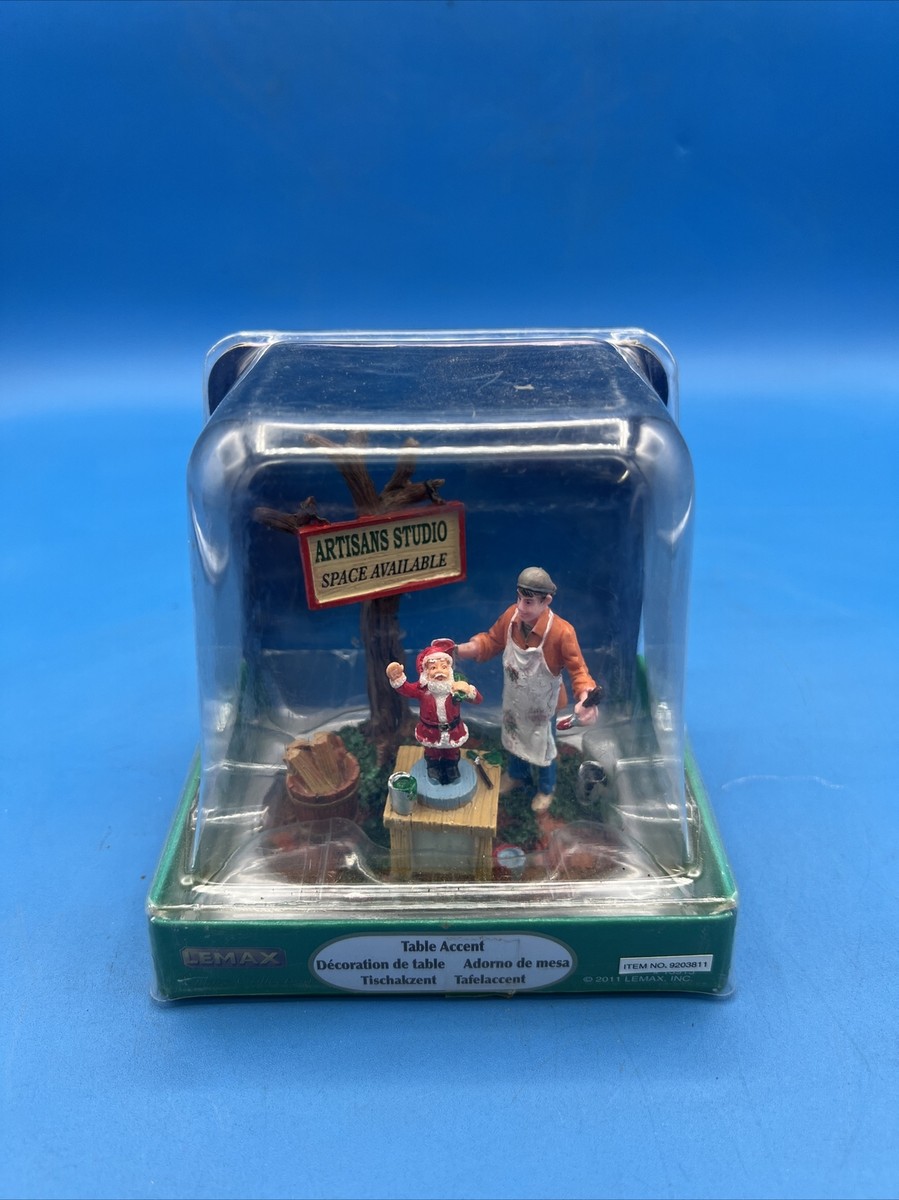 ARTISANS STUDIO
SPACE AVAILABLE
LEMAX
Table Accent
Décoration de table Adorno de mesa
Tischakzent Tafelaccent
ITEM NO. 9203811
© 2011 LEMAX, INC.